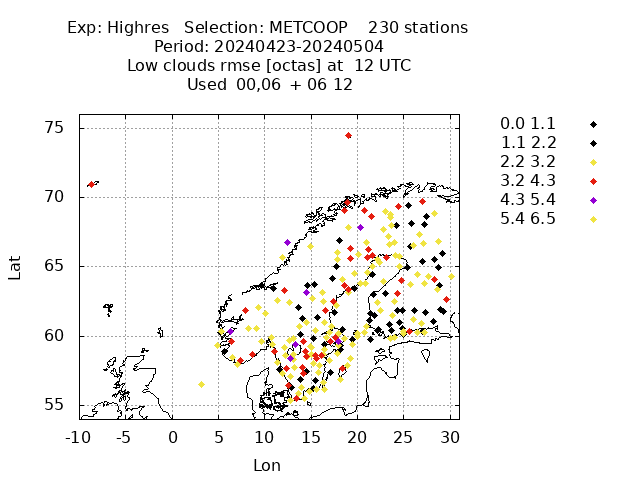 Exp: Highres   Selection: METCOOP    230 stations
Period: 20240423-20240504
Low clouds rmse [octas] at  12 UTC
Used  00,06  + 06 12
75
70
65
60
55
-10 -5 0 5 10 15 20 25 30
Lat
Lon
0.0 1.1
1.1 2.2
2.2 3.2
3.2 4.3
4.3 5.4
5.4 6.5